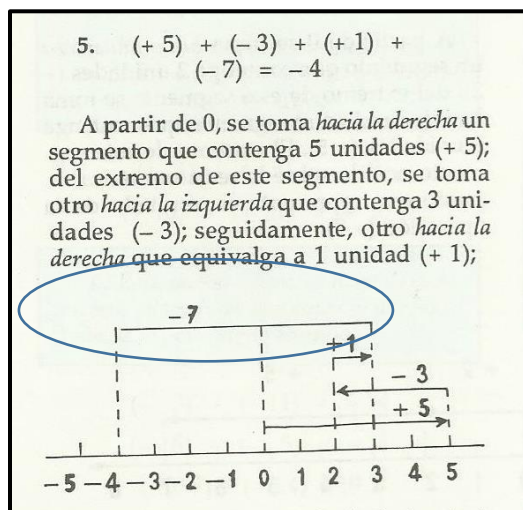 5. (+ 5) + (– 3) + (+ 1) +
(– 7) = – 4
A partir de 0, se toma hacia la derecha un
segmento que contenga 5 unidades (+ 5);
del extremo de este segmento, se toma
otro hacia la izquierda que contenga 3 uni-
dades (– 3); seguidamente, otro hacia la
derecha que equivalga a 1 unidad (+ 1);
– 7
+1
– 3
+ 5
–5 –4 –3 –2 –1 0 1 2 3 4 5